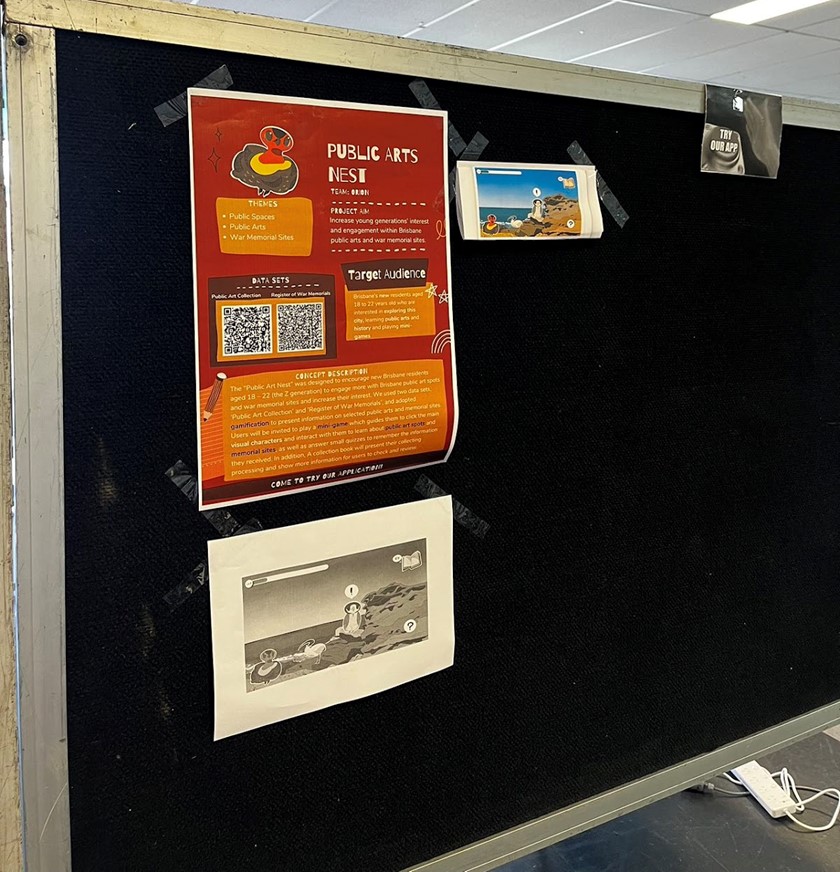 PUBLIC ARTS
NEST
TEAM: ORION
THEMES
Public Spaces
Public Arts
War Memorial Sites
PROJECT AIM
Increase young generations' interest
and engagement within Brisbane
public arts and war memorial sites.
DATA SETS
Public Art Collection
Register of War Memorials
Target Audience
Brisbane's new residents aged
18 to 22 years old who are
interested in exploring this
city, learning public arts and
history and playing mini-
games.
CONCEPT DESCRIPTION
The "Public Art Nest" was designed to encourage new Brisbane residents
aged 18 - 22 (the Z generation) to engage more with Brisbane public art spots
and war memorial sites and increase their interest. We used two data sets,
'Public Art Collection' and 'Register of War Memorials', and adopted
gamification to present information on selected public arts and memorial sites.
Users will be invited to play a mini-game which guides them to click the main
visual characters and interact with them to learn about public art spots and
memorial sites, as well as answer small quizzes to remember the information
they received. In addition, A collection book will present their collecting
processing and show more information for users to check and review.
COME TO TRY OUR APPLICATION!!
!
?
TRY
OUR APP
!
?